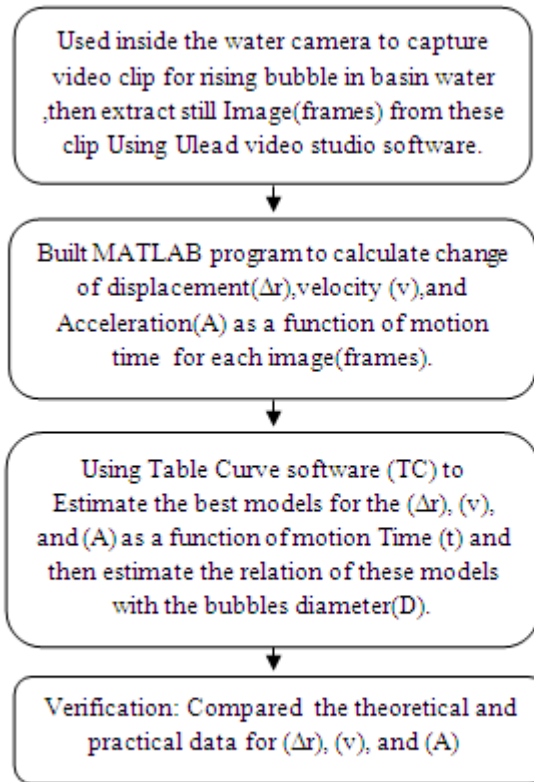 Used inside the water camera to capture
video clip for rising bubble in basin water
,then extract still Image(frames) from these
clip Using Ulead video studio software.
Built MATLAB program to calculate change
of displacement(Δr),velocity (v),and
Acceleration(A) as a function of motion
time for each image(frames).
Using Table Curve software (TC) to
Estimate the best models for the (Δr), (v),
and (A) as a function of motion Time (t) and
then estimate the relation of these models
with the bubbles diameter(D).
Verification: Compared the theoretical and
practical data for (Δr), (v), and (A)